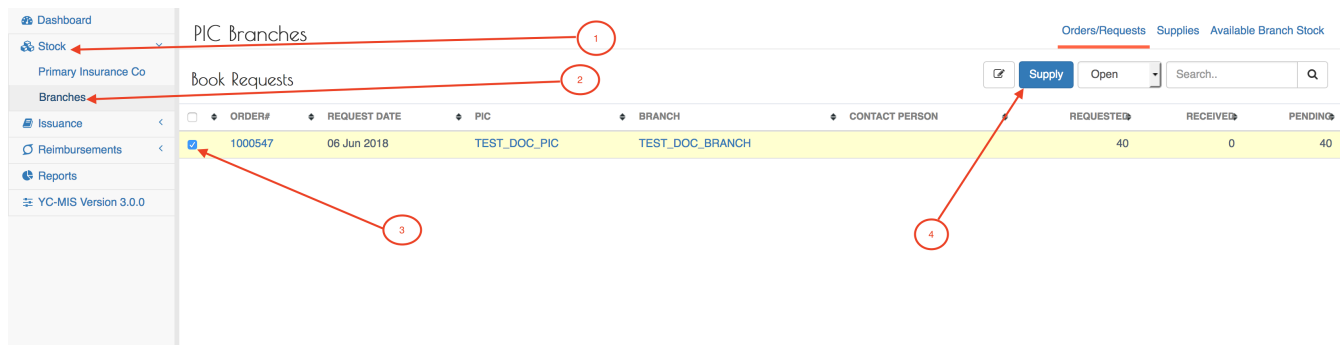 Dashboard
Stock
Primary Insurance Co
Branches
Issuance
Reimbursements
Reports
YC-MIS Version 3.0.0
PIC Branches
Orders/Requests Supplies Available Branch Stock
Book Requests
Supply Open Search..
ORDER# REQUEST DATE PIC BRANCH CONTACT PERSON REQUESTED RECEIVED PENDING
1000547 06 Jun 2018 TEST_DOC_PIC TEST_DOC_BRANCH 40 0 40
1
2
3
4